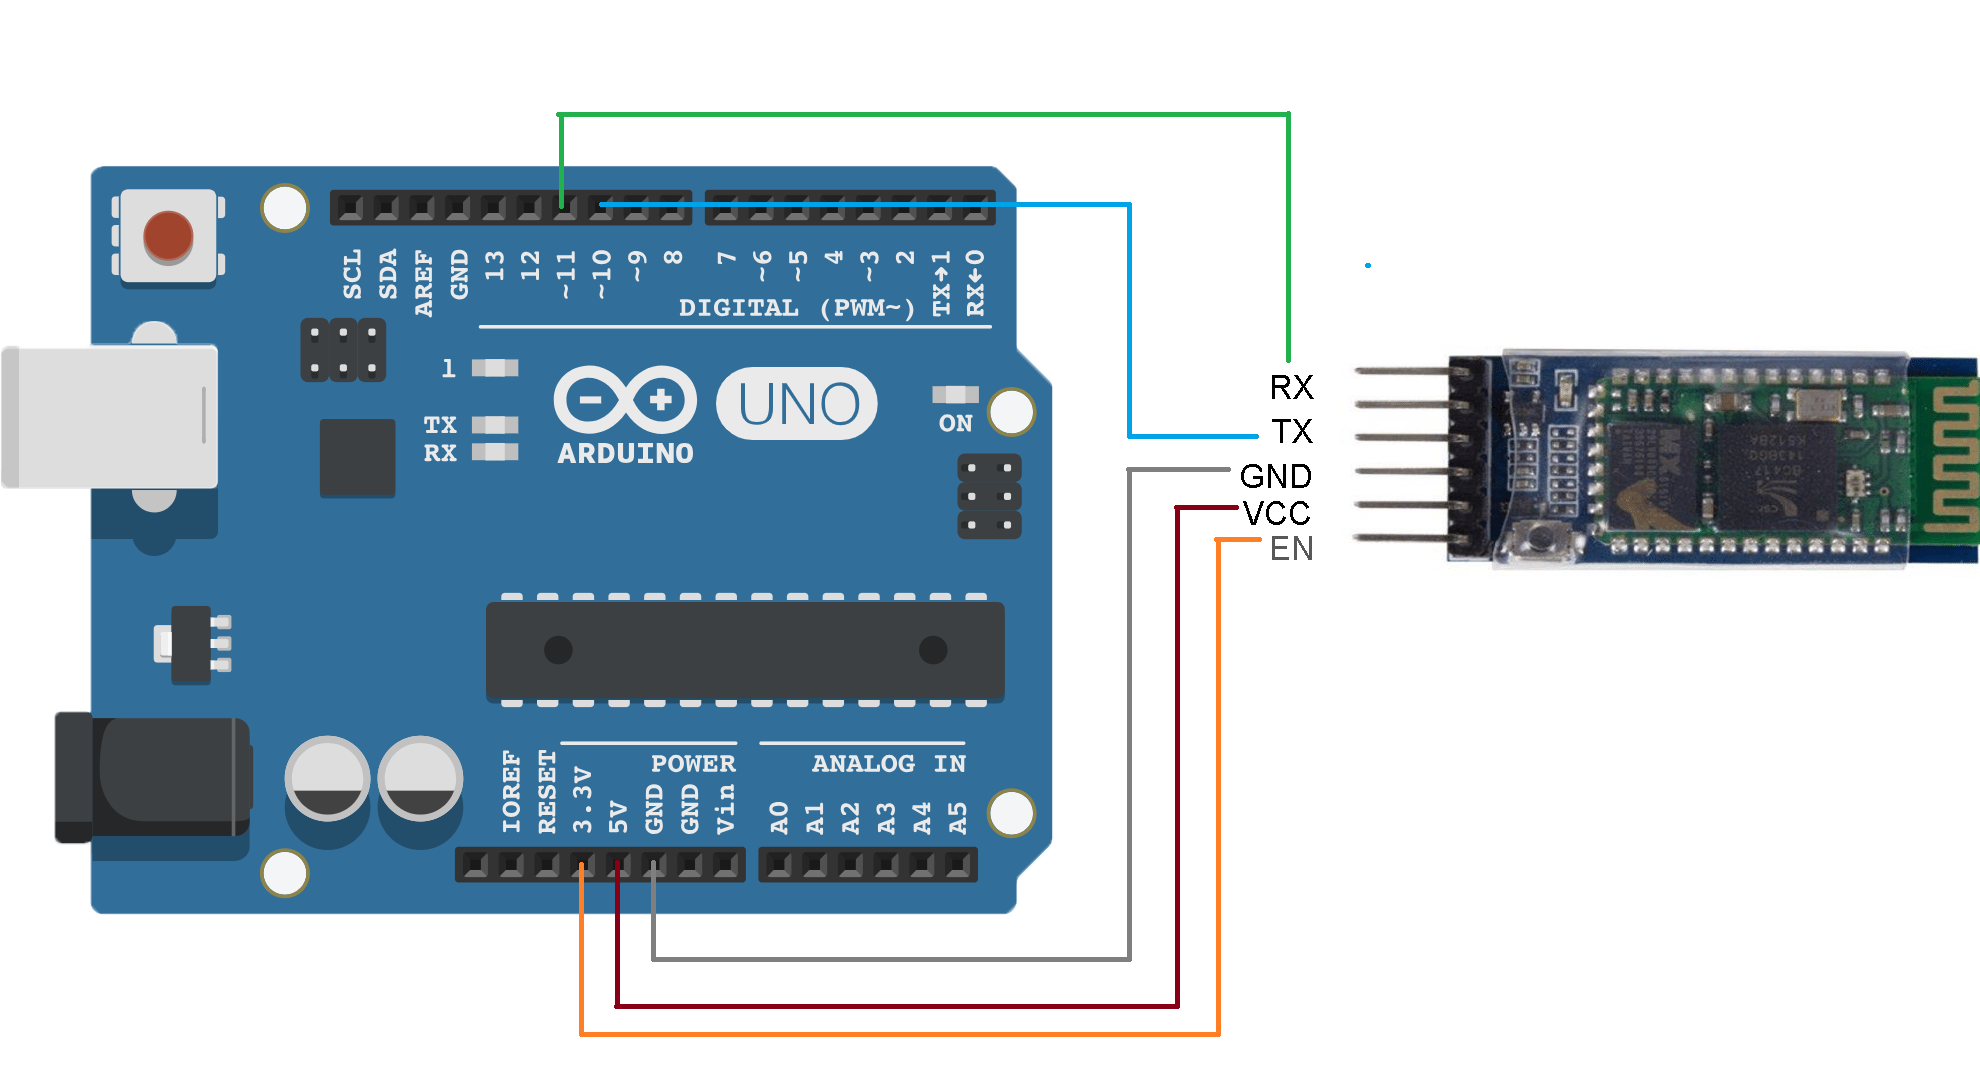 SCL
SDA
AREF
GND
13
12
~11
~10
~9
8
7
~6
~5
4
~3
2
TX→1
RX←0
DIGITAL (PWM~)
1
TX
RX
UNO
ARDUINO
ON
RX
TX
GND
VCC
EN
POWER
ANALOG IN
IOREF
RESET
3.3V
5V
GND
GND
Vin
A0
A1
A2
A3
A4
A5